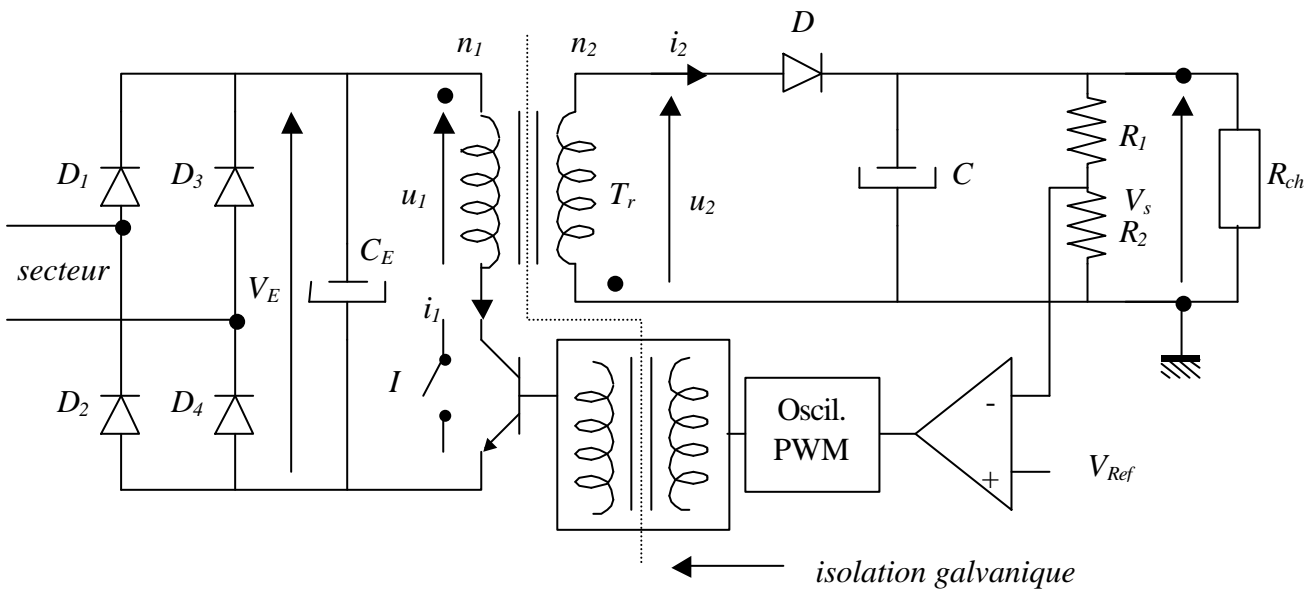 n1
n2
i2
D
D1
D3
u1
CE
Tr
u2
C
R1
Vs
R2
Rch
secteur
VE
i1
I
D2
D4
Oscil.
PWM
-
+
VRef
isolation galvanique